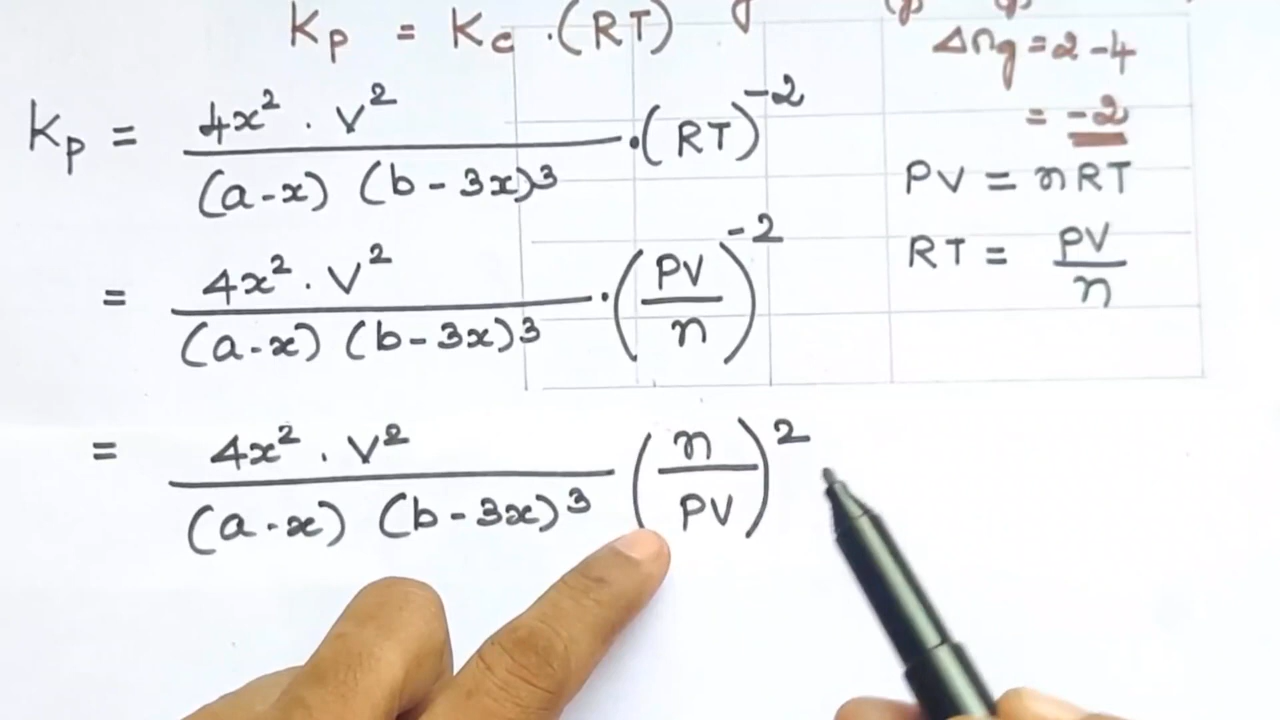 Kp = Kc .(RT)
Δng = 2 - 4
= -2
PV = nRT
RT = PV/n
Kp = 4x² . V² / (a-x) (b-3x)³ . (RT)⁻²
= 4x² . V² / (a-x) (b-3x)³ . (PV/n)⁻²
= 4x² . V² / (a-x) (b-3x)³ (n/PV)²